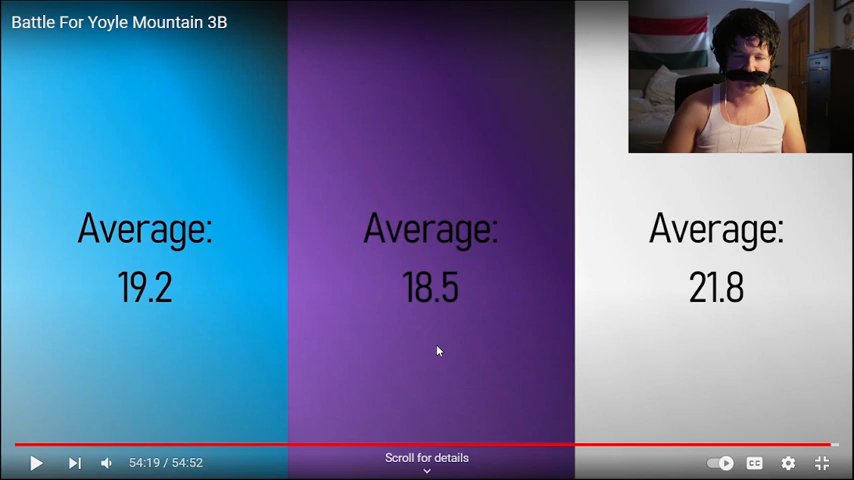 Battle For Yoyle Mountain 3B
Average:
19.2
Average:
18.5
Average:
21.8
54:19 / 54:52
Scroll for details
CC